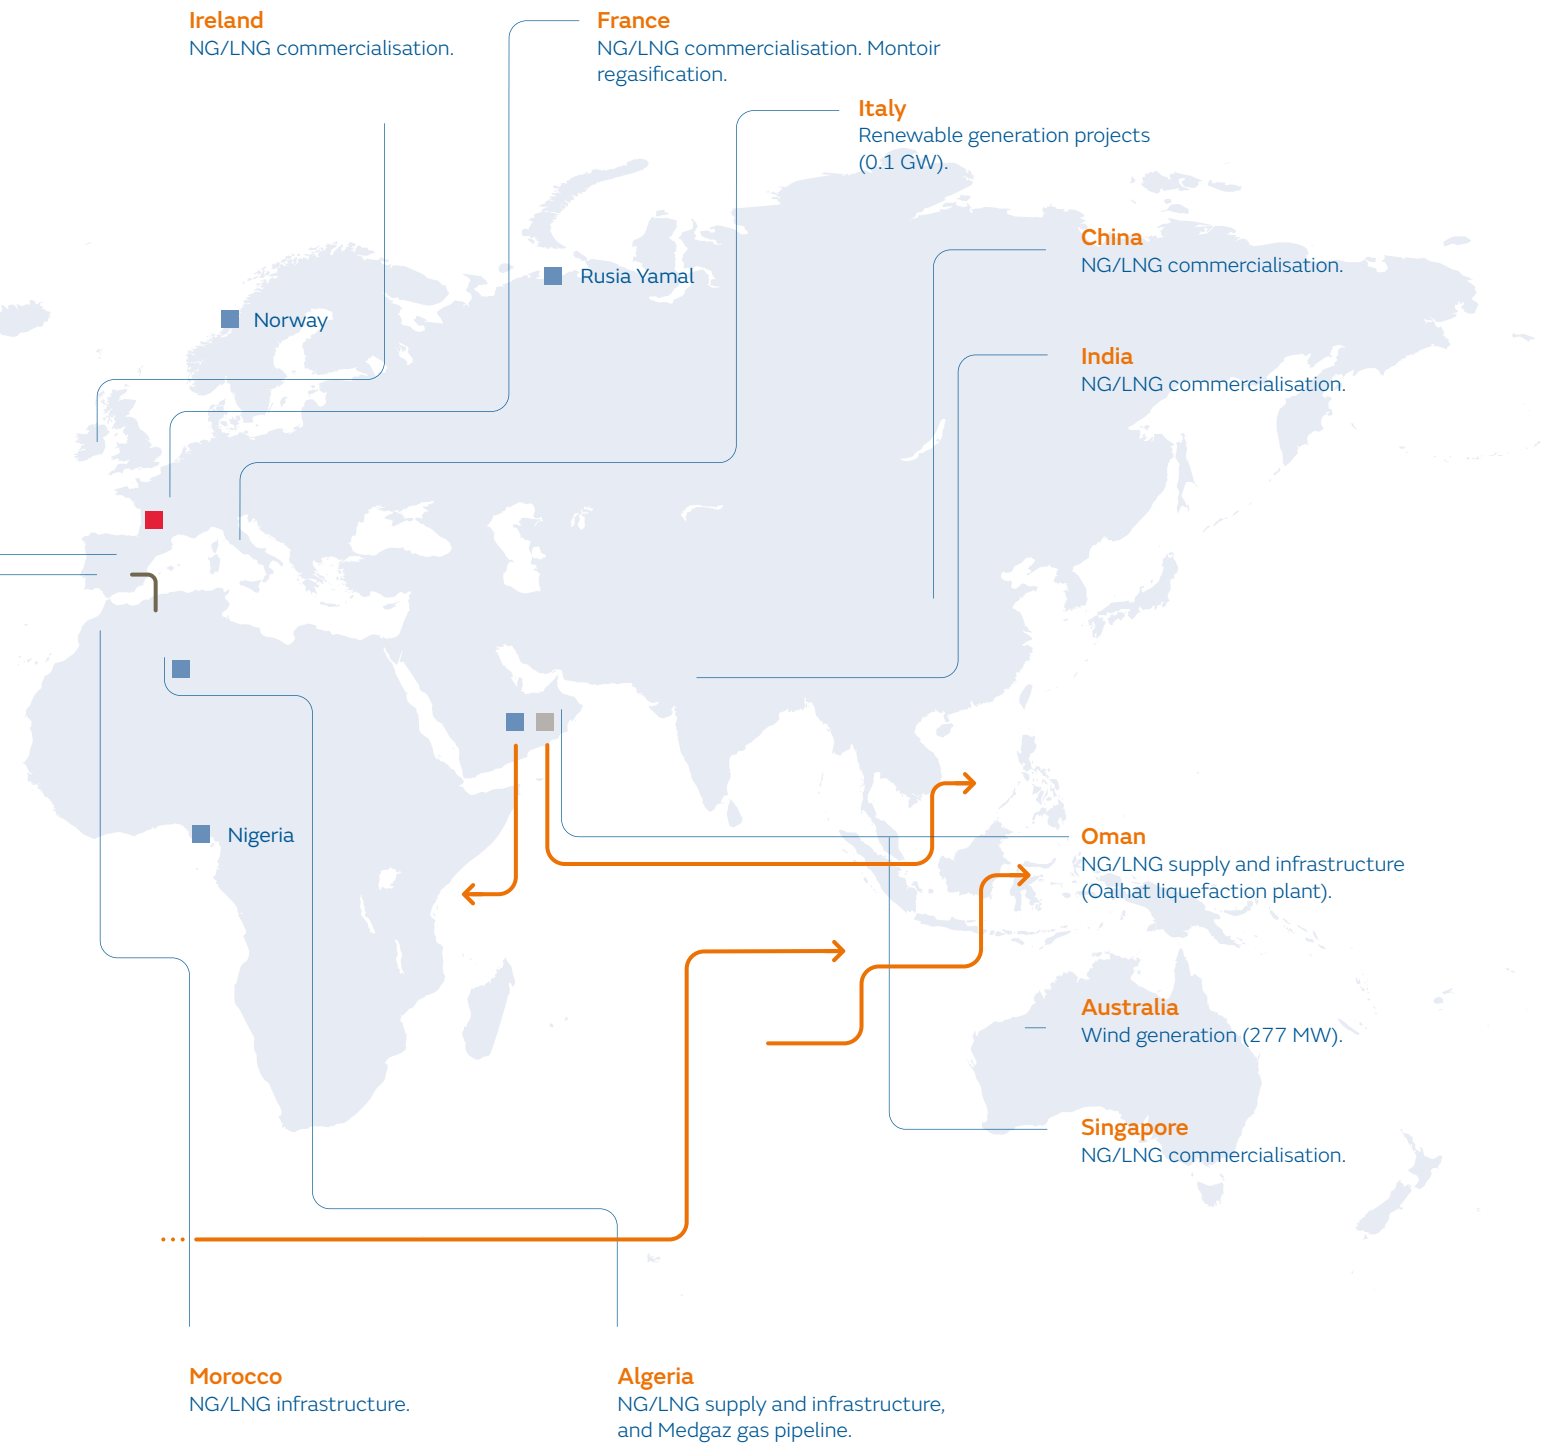 Ireland
NG/LNG commercialisation.
France
NG/LNG commercialisation. Montoir
regasification.
Italy
Renewable generation projects
(0.1 GW).
China
NG/LNG commercialisation.
Rusia Yamal
Norway
India
NG/LNG commercialisation.
Nigeria
Oman
NG/LNG supply and infrastructure
(Oalhat liquefaction plant).
Australia
Wind generation (277 MW).
Singapore
NG/LNG commercialisation.
Morocco
NG/LNG infrastructure.
Algeria
NG/LNG supply and infrastructure,
and Medgaz gas pipeline.